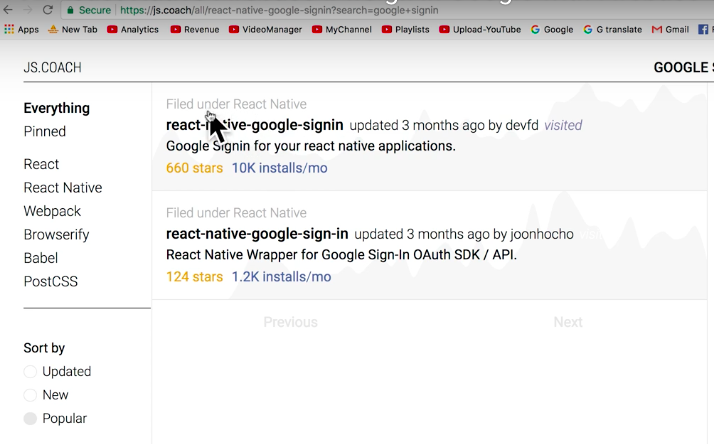 Secure https://js.coach/all/react-native-google-signin?search=google+signin
Apps New Tab Analytics Revenue VideoManager MyChannel Playlists Upload-YouTube Google G translate Gmail
JS.COACH
GOOGLE
Everything
Pinned
React
React Native
Webpack
Browserify
Babel
PostCSS
Sort by
Updated
New
Popular
Filed under React Native
react-native-google-signin updated 3 months ago by devfd visited
Google Signin for your react native applications.
660 stars 10K installs/mo
Filed under React Native
react-native-google-sign-in updated 3 months ago by joonhocho
React Native Wrapper for Google Sign-In OAuth SDK / API.
124 stars 1.2K installs/mo
Previous Next